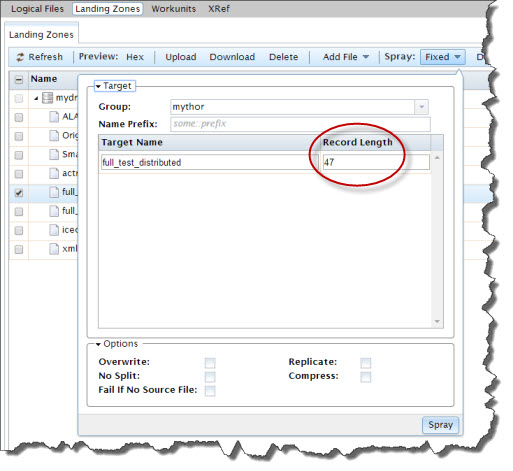 Logical Files Landing Zones Workunits XRef
Landing Zones
Refresh Preview: Hex Upload Download Delete Add File Spray: Fixed
Name
Target
Group: mythor
Name Prefix: some::prefix
Target Name Record Length
full_test_distributed 47
mydr
ALA
Orig
Sma
actr
full_
full_
iced
xml
Options
Overwrite: Replicate:
No Split: Compress:
Fail If No Source File:
Spray